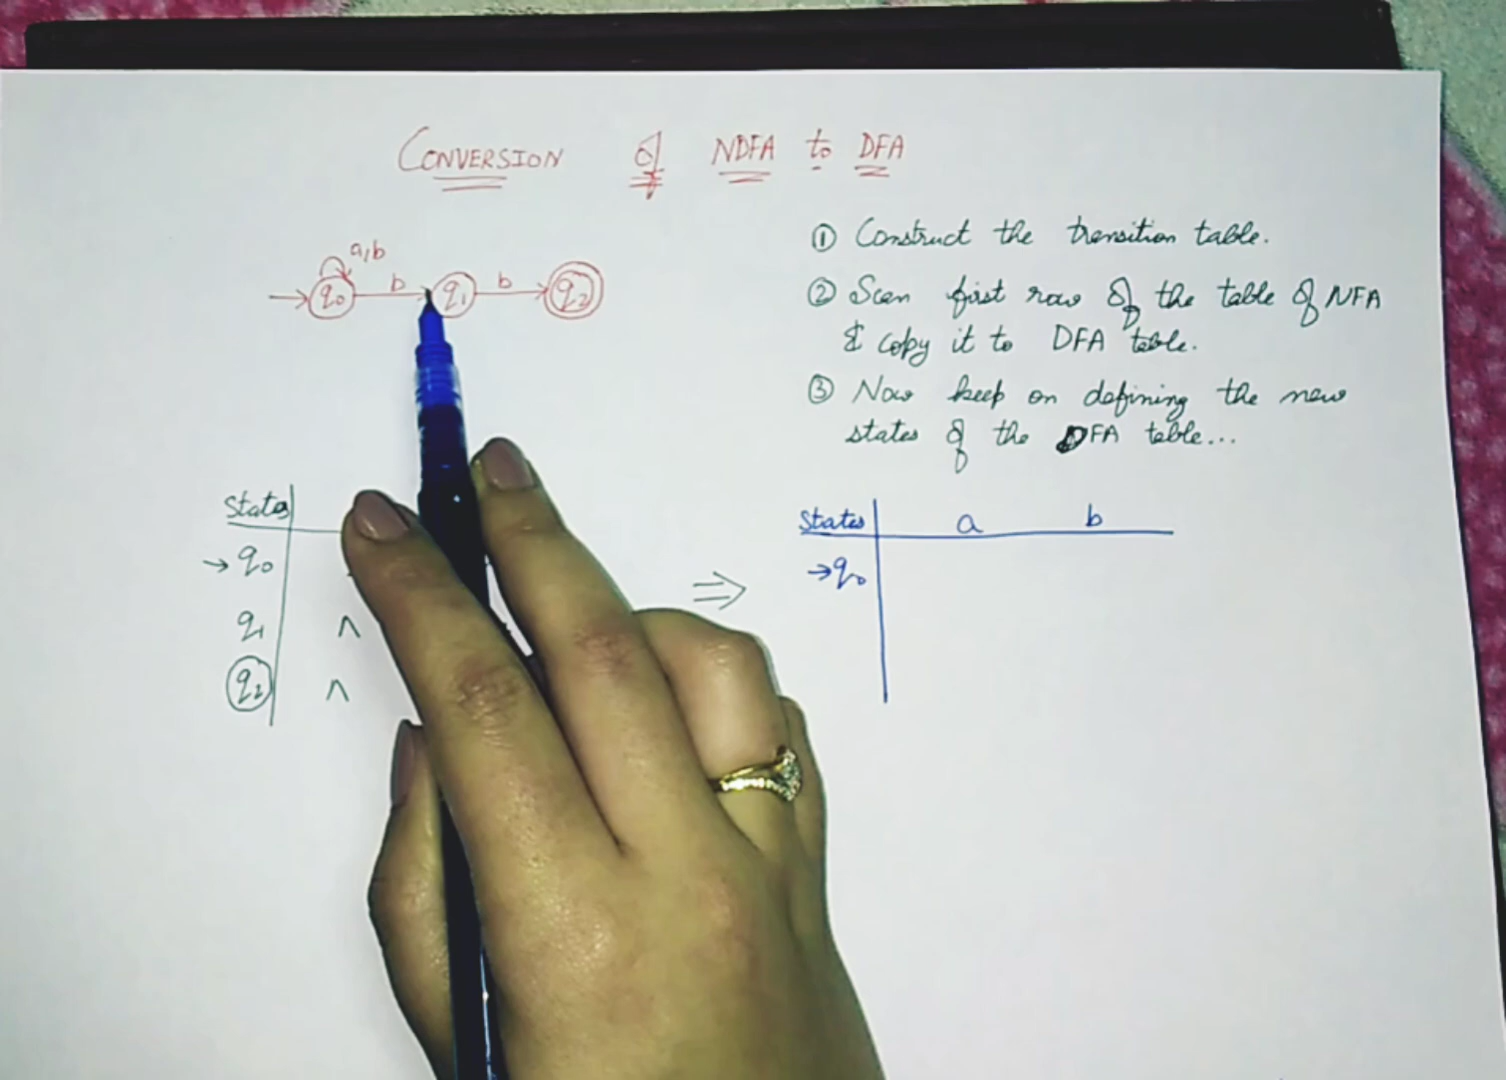 CONVERSION of NDFA to DFA
a,b
q0 b q1 b q2
① Construct the transition table.
② Scan first row of the table of NFA
& copy it to DFA table.
③ Now keep on defining the new
states of the DFA table...
States
→ q0
q1 ^
q2 ^
⇒
States a b
→ q0